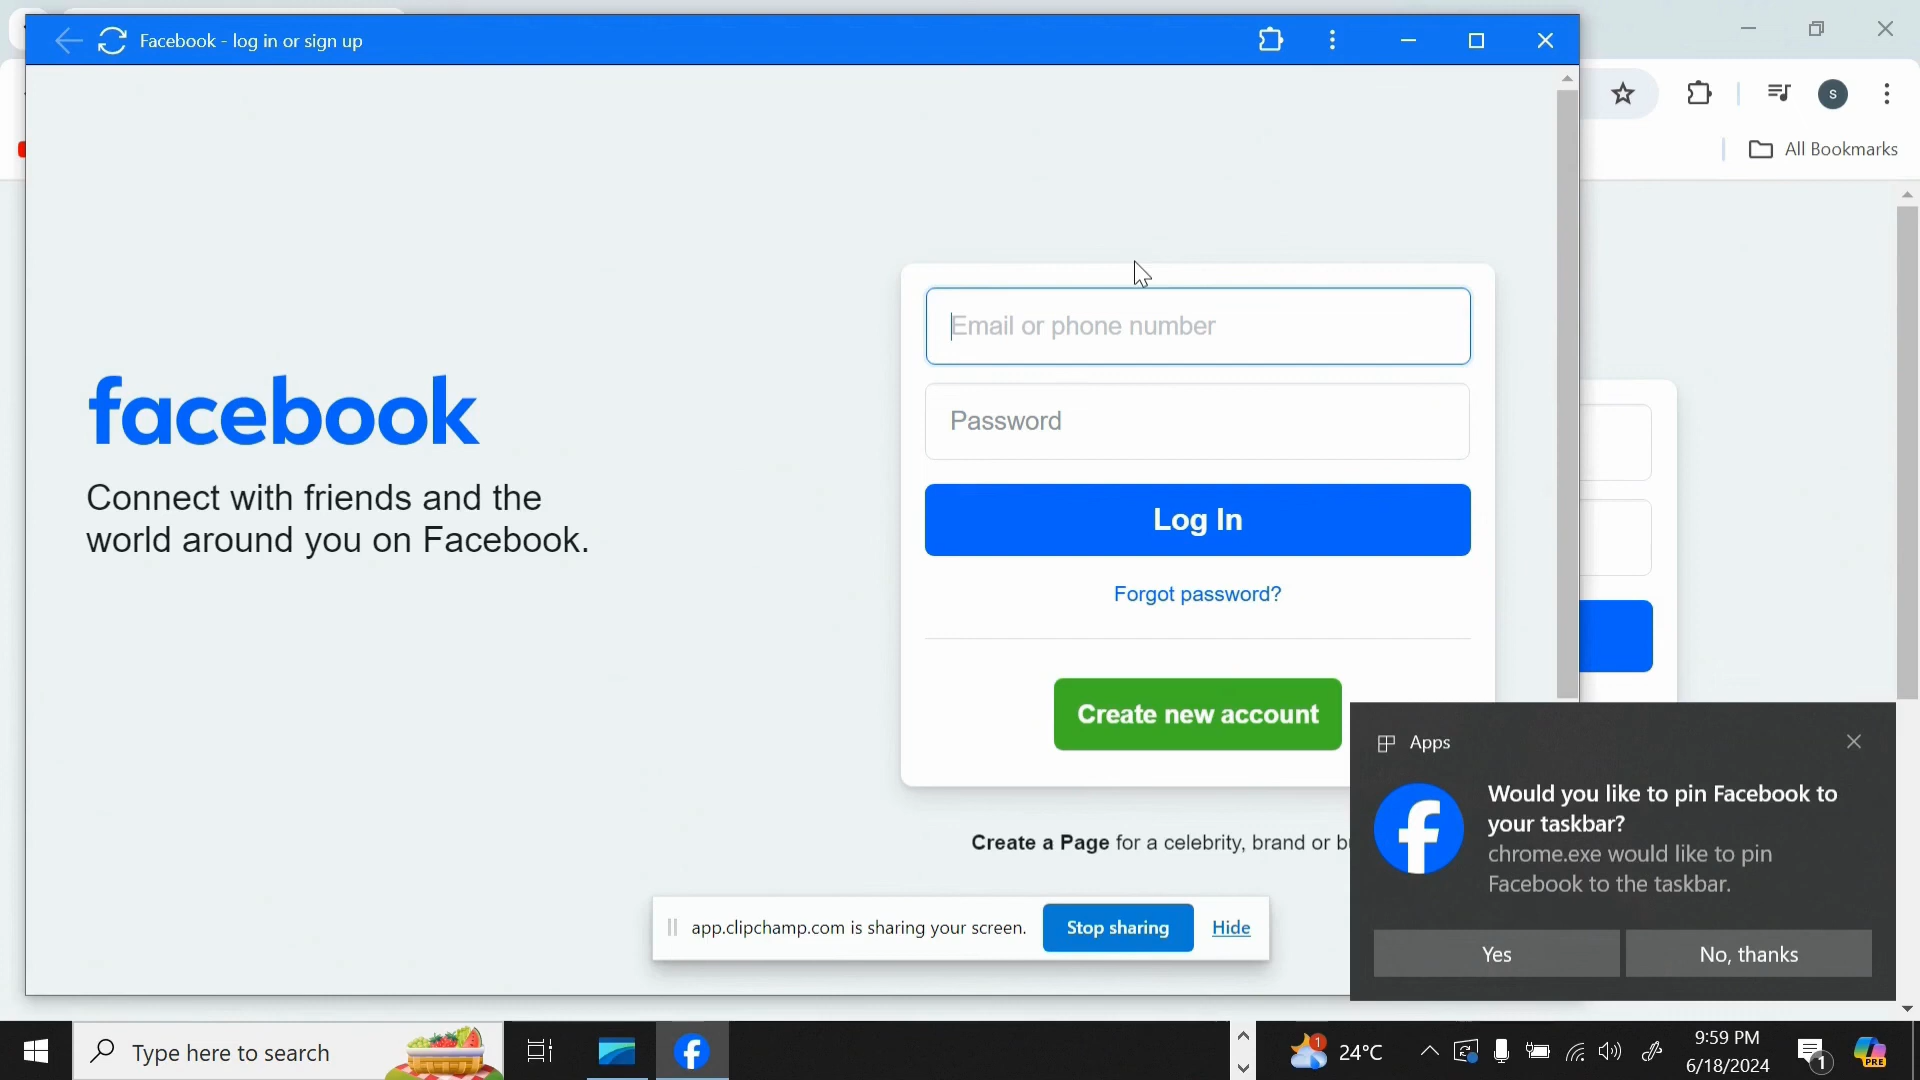 Facebook - log in or sign up
s
All Bookmarks
facebook
Connect with friends and the
world around you on Facebook.
Email or phone number
Password
Log In
Forgot password?
Create new account
Create a Page for a celebrity, brand or b
app.clipchamp.com is sharing your screen.
Stop sharing
Hide
Apps
Would you like to pin Facebook to
your taskbar?
chrome.exe would like to pin
Facebook to the taskbar.
Yes
No, thanks
Type here to search
1
24°C
9:59 PM
6/18/2024
1
PRE